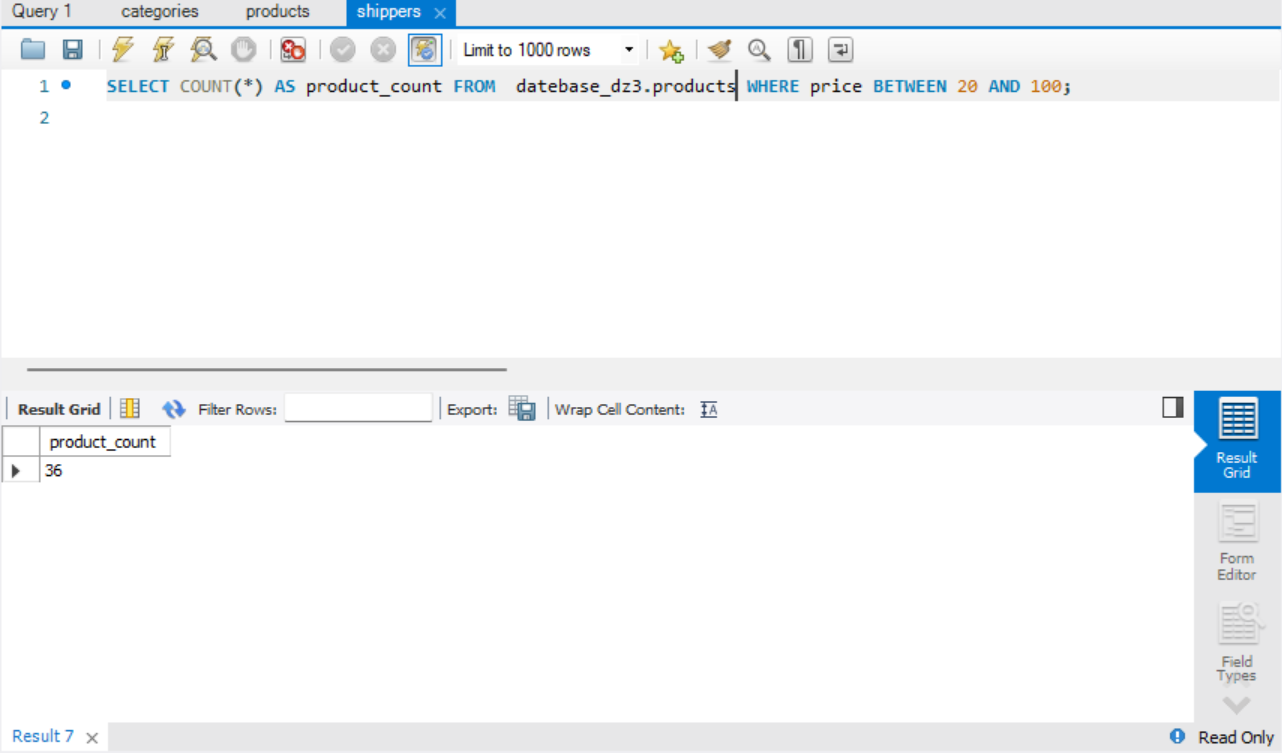 Query 1 categories products shippers
Limit to 1000 rows
1 SELECT COUNT(*) AS product_count FROM  datebase_dz3.products WHERE price BETWEEN 20 AND 100;
2
Result Grid Filter Rows: Export: Wrap Cell Content: IA
product_count
36
Result
Grid
Form
Editor
Field
Types
Result 7 Read Only